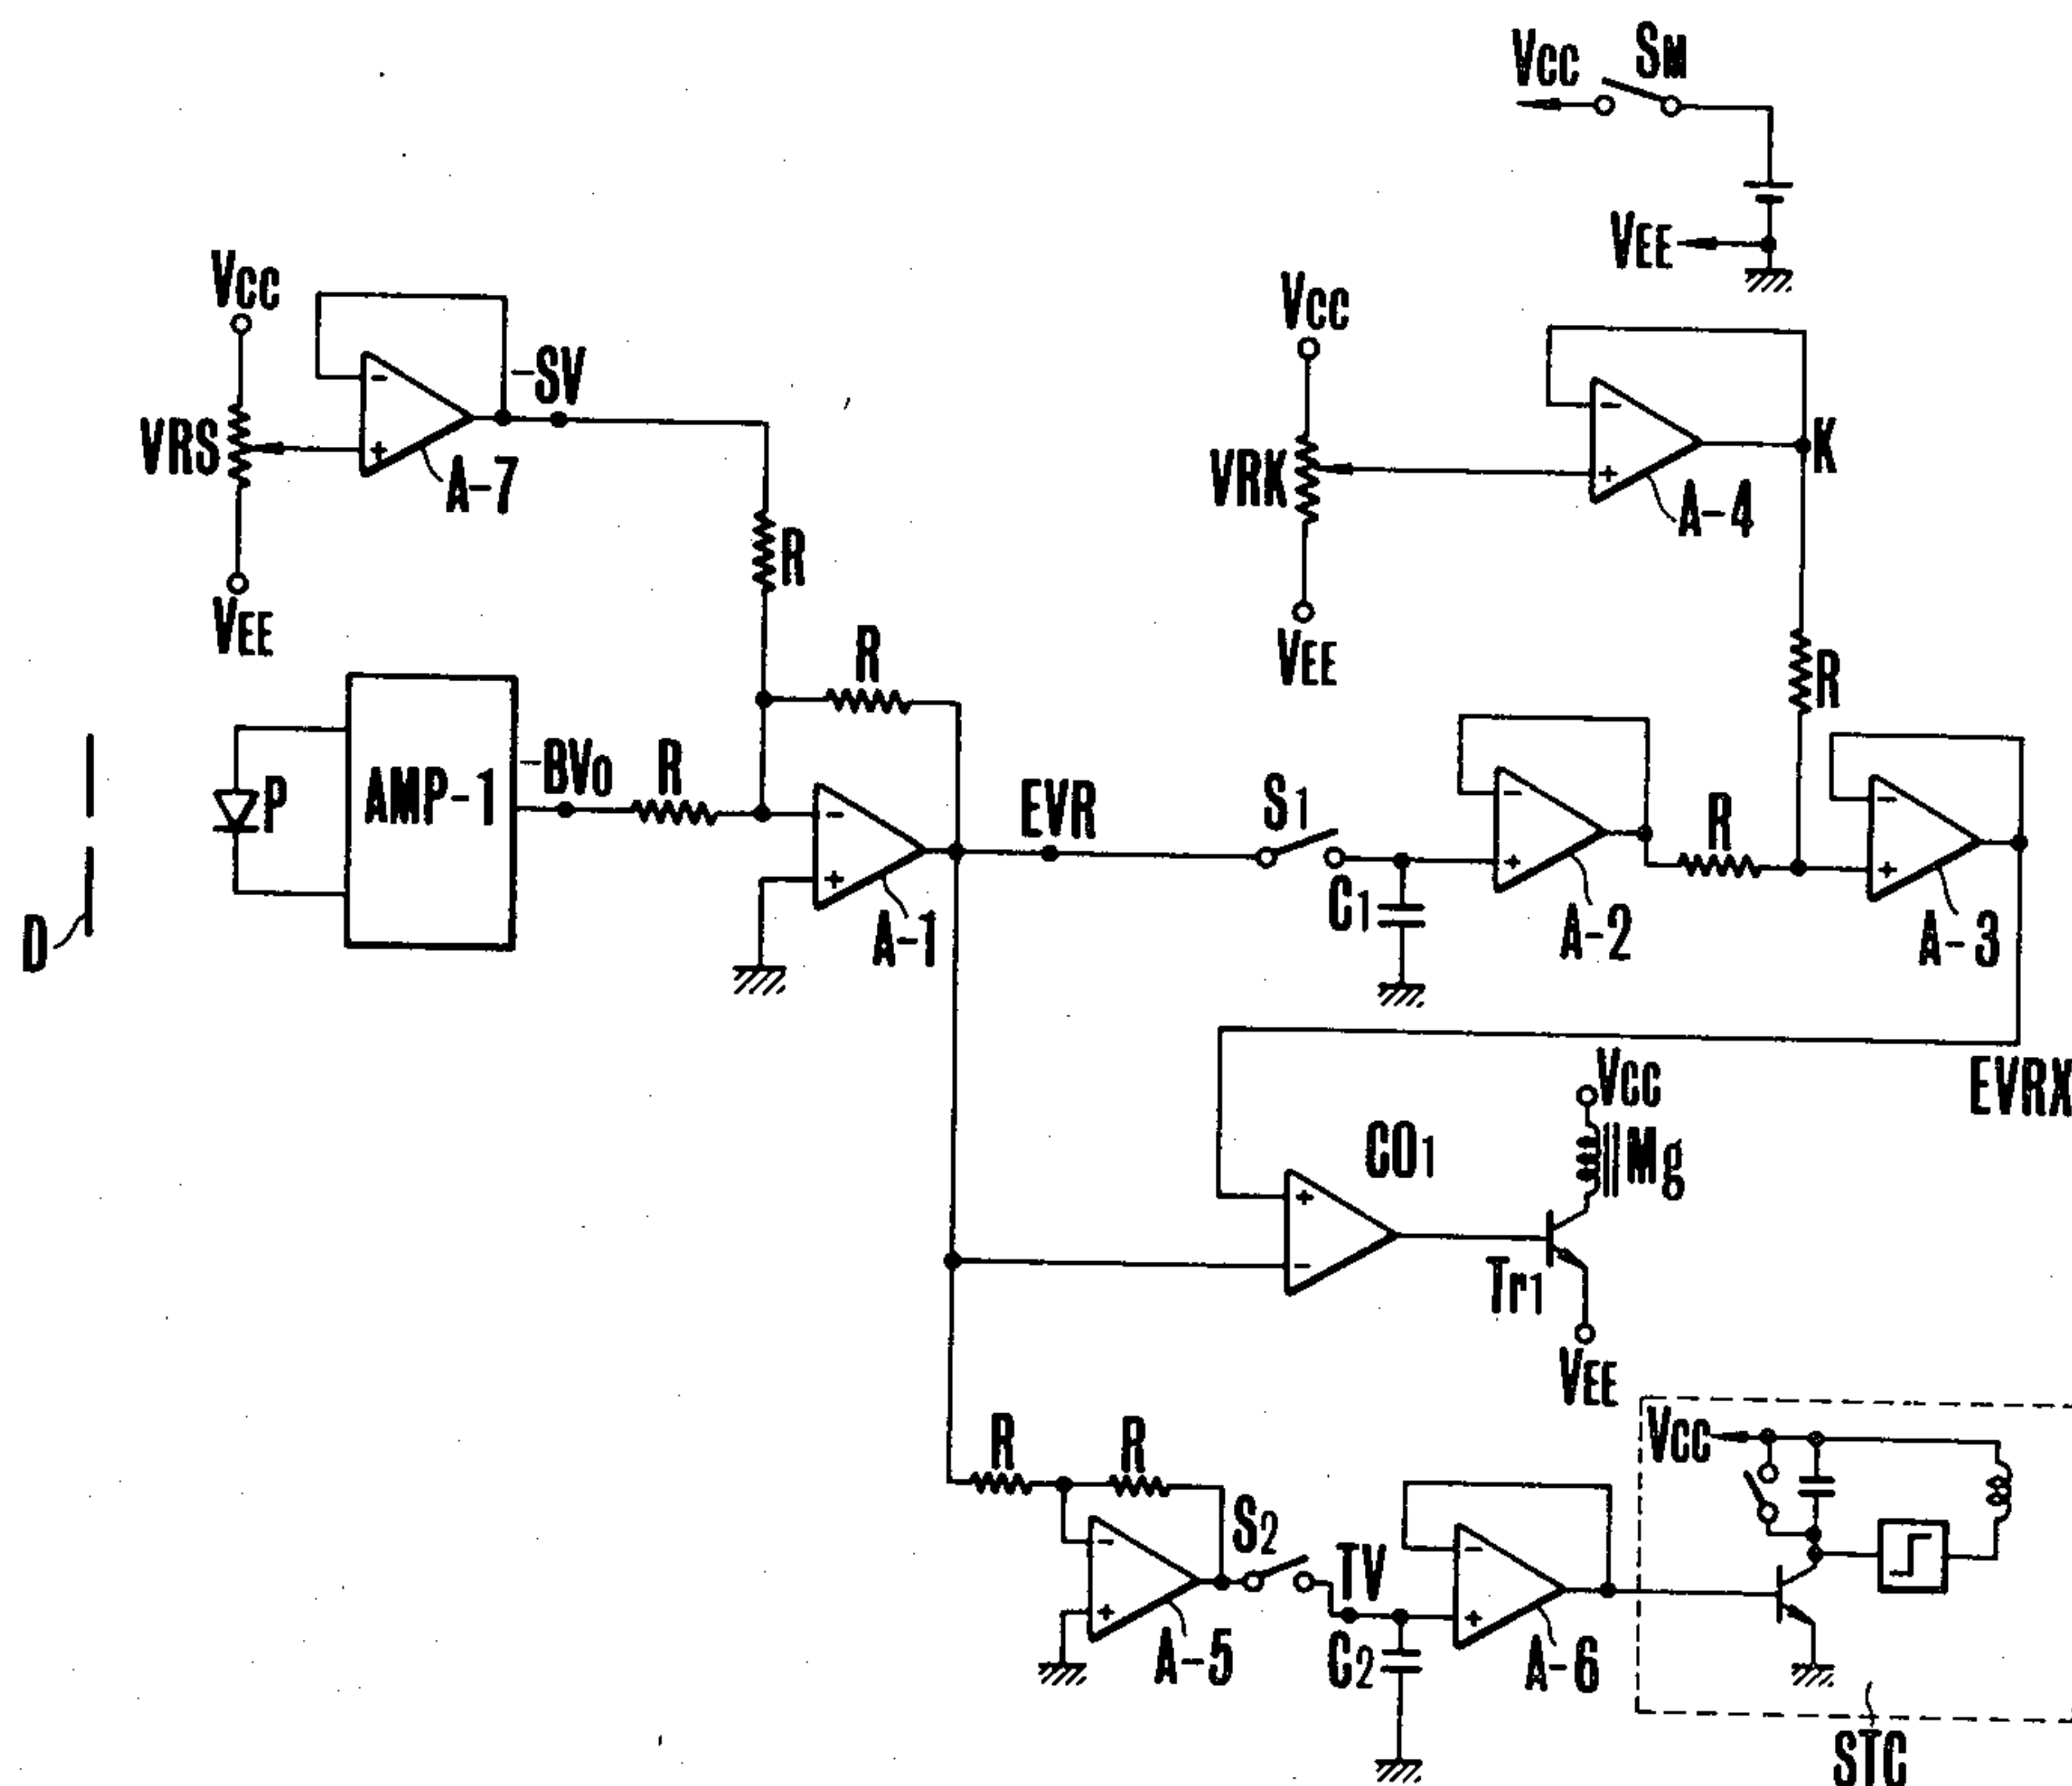 Vcc SM
VEE
Vcc
-SV
VRS
A-7
VEE
R
Vcc
VRK
K
A-4
VEE
R
R
P
AMP-1
-BVo
R
EVR
S1
R
D
A-1
C1
A-2
A-3
EVRX
Vcc
CO1
Mg
Tr1
VEE
R
R
Vcc
S2
TV
A-5
C2
A-6
STC